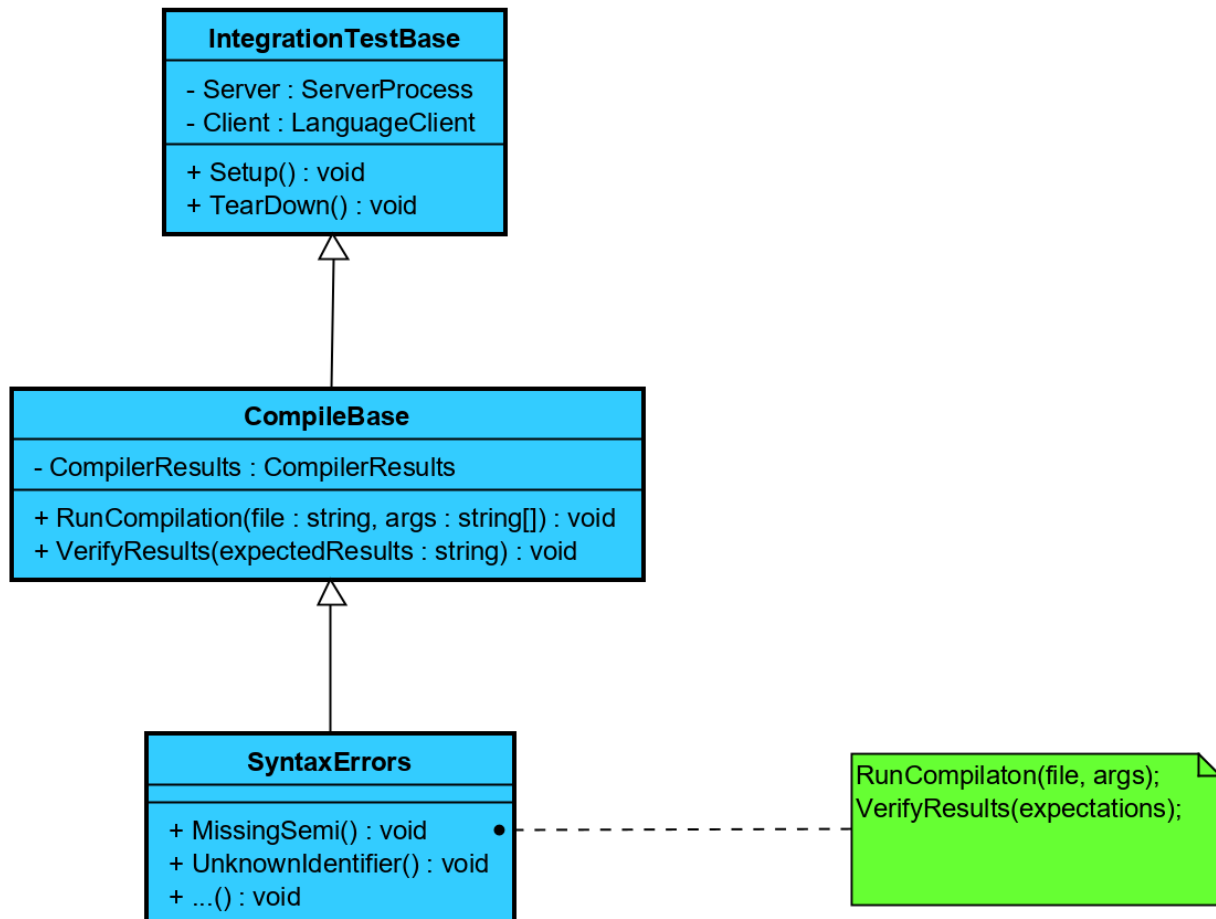 IntegrationTestBase
- Server : ServerProcess
- Client : LanguageClient
+ Setup() : void
+ TearDown() : void
CompileBase
- CompilerResults : CompilerResults
+ RunCompilation(file : string, args : string[]) : void
+ VerifyResults(expectedResults : string) : void
SyntaxErrors
+ MissingSemi() : void
+ UnknownIdentifier() : void
+ ...() : void
RunCompilaton(file, args);
VerifyResults(expectations);